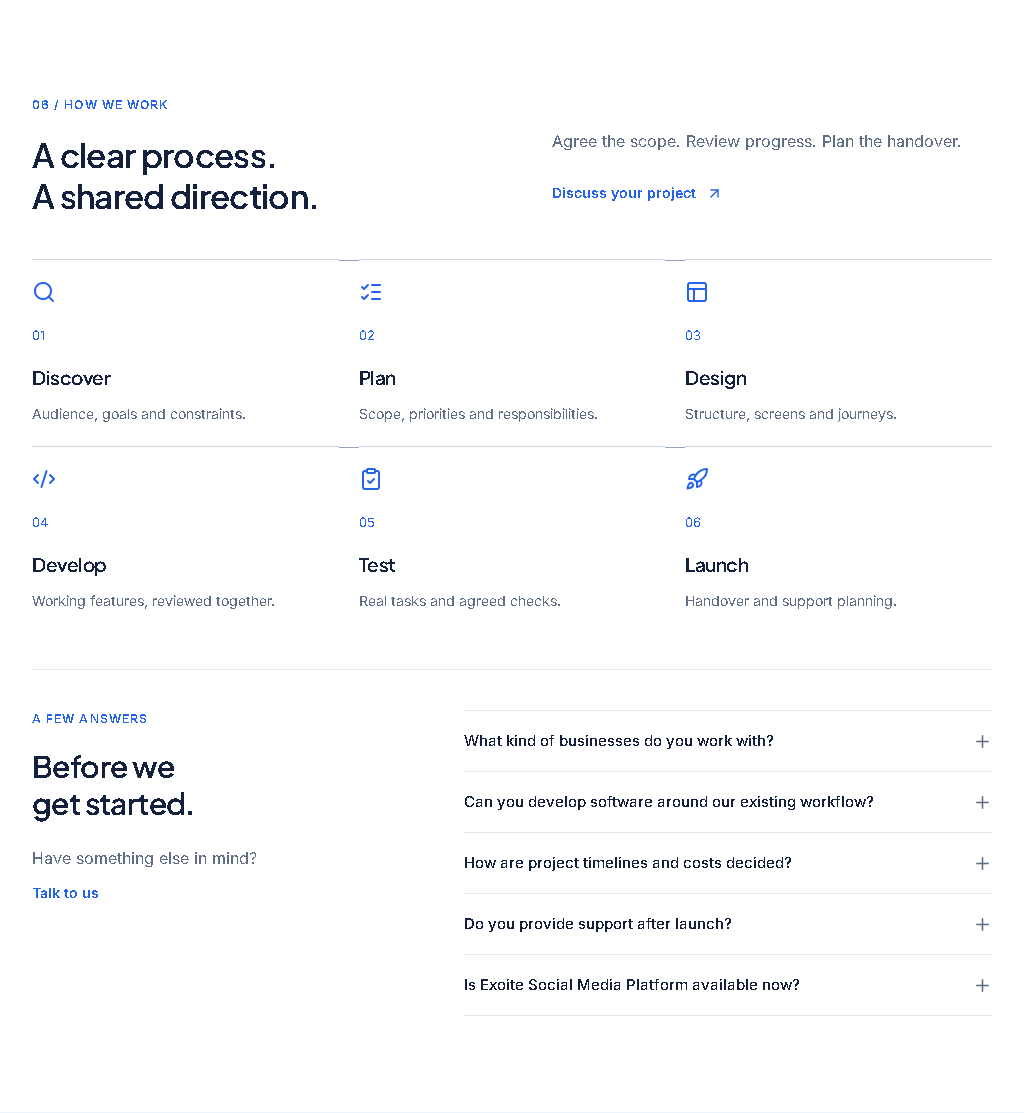 06 / HOW WE WORK
A clear process.
A shared direction.
Agree the scope. Review progress. Plan the handover.
Discuss your project
01
Discover
Audience, goals and constraints.
02
Plan
Scope, priorities and responsibilities.
03
Design
Structure, screens and journeys.
04
Develop
Working features, reviewed together.
05
Test
Real tasks and agreed checks.
06
Launch
Handover and support planning.
A FEW ANSWERS
Before we
get started.
Have something else in mind?
Talk to us
What kind of businesses do you work with?
Can you develop software around our existing workflow?
How are project timelines and costs decided?
Do you provide support after launch?
Is Exoite Social Media Platform available now?